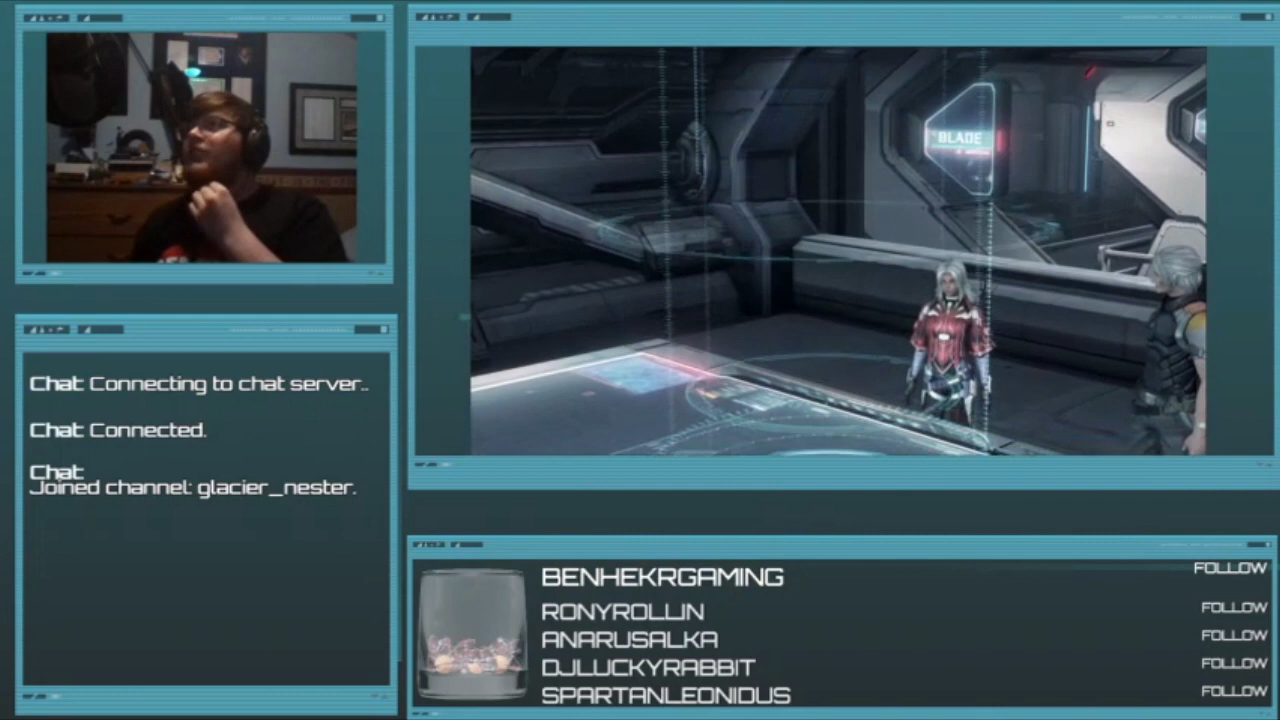 BLADE
Chat: Connecting to chat server..
Chat: Connected.
Chat:
Joined channel: glacier_nester.
BENHEKRGAMING FOLLOW
RONYROLLIN FOLLOW
ANARUSALKA FOLLOW
DJLUCKYRABBIT FOLLOW
SPARTANLEONIDUS FOLLOW